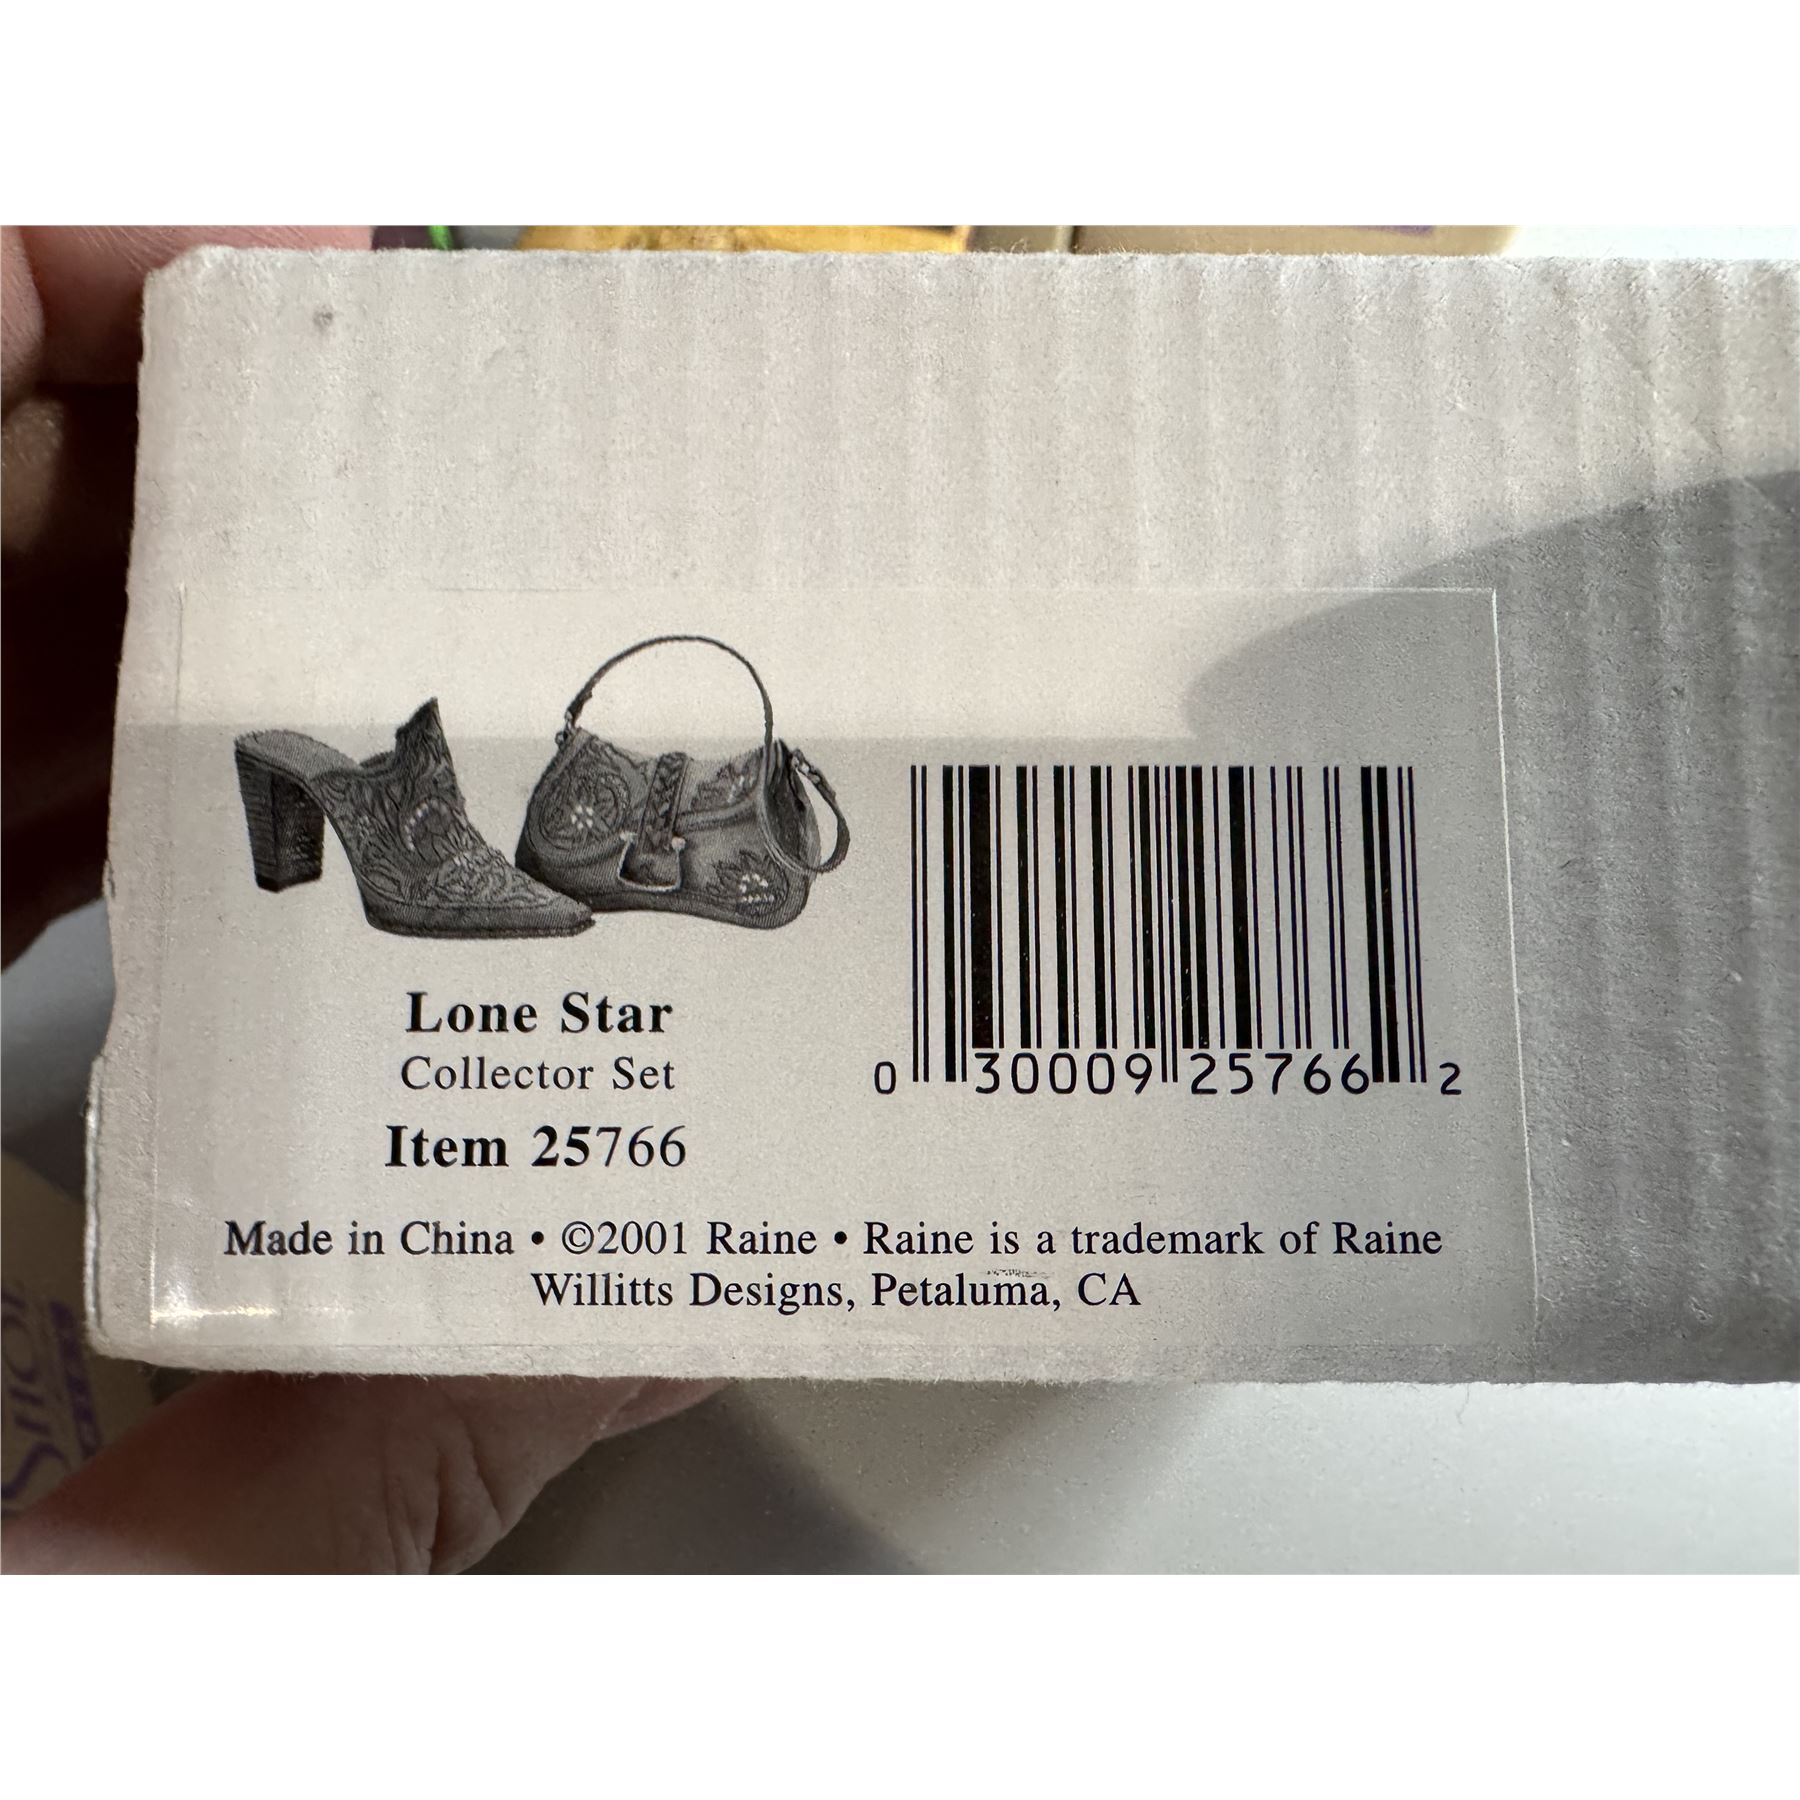 Lone Star
Collector Set
Item 25766
0 30009 25766 2
Made in China • ©2001 Raine • Raine is a trademark of Raine
Willitts Designs, Petaluma, CA